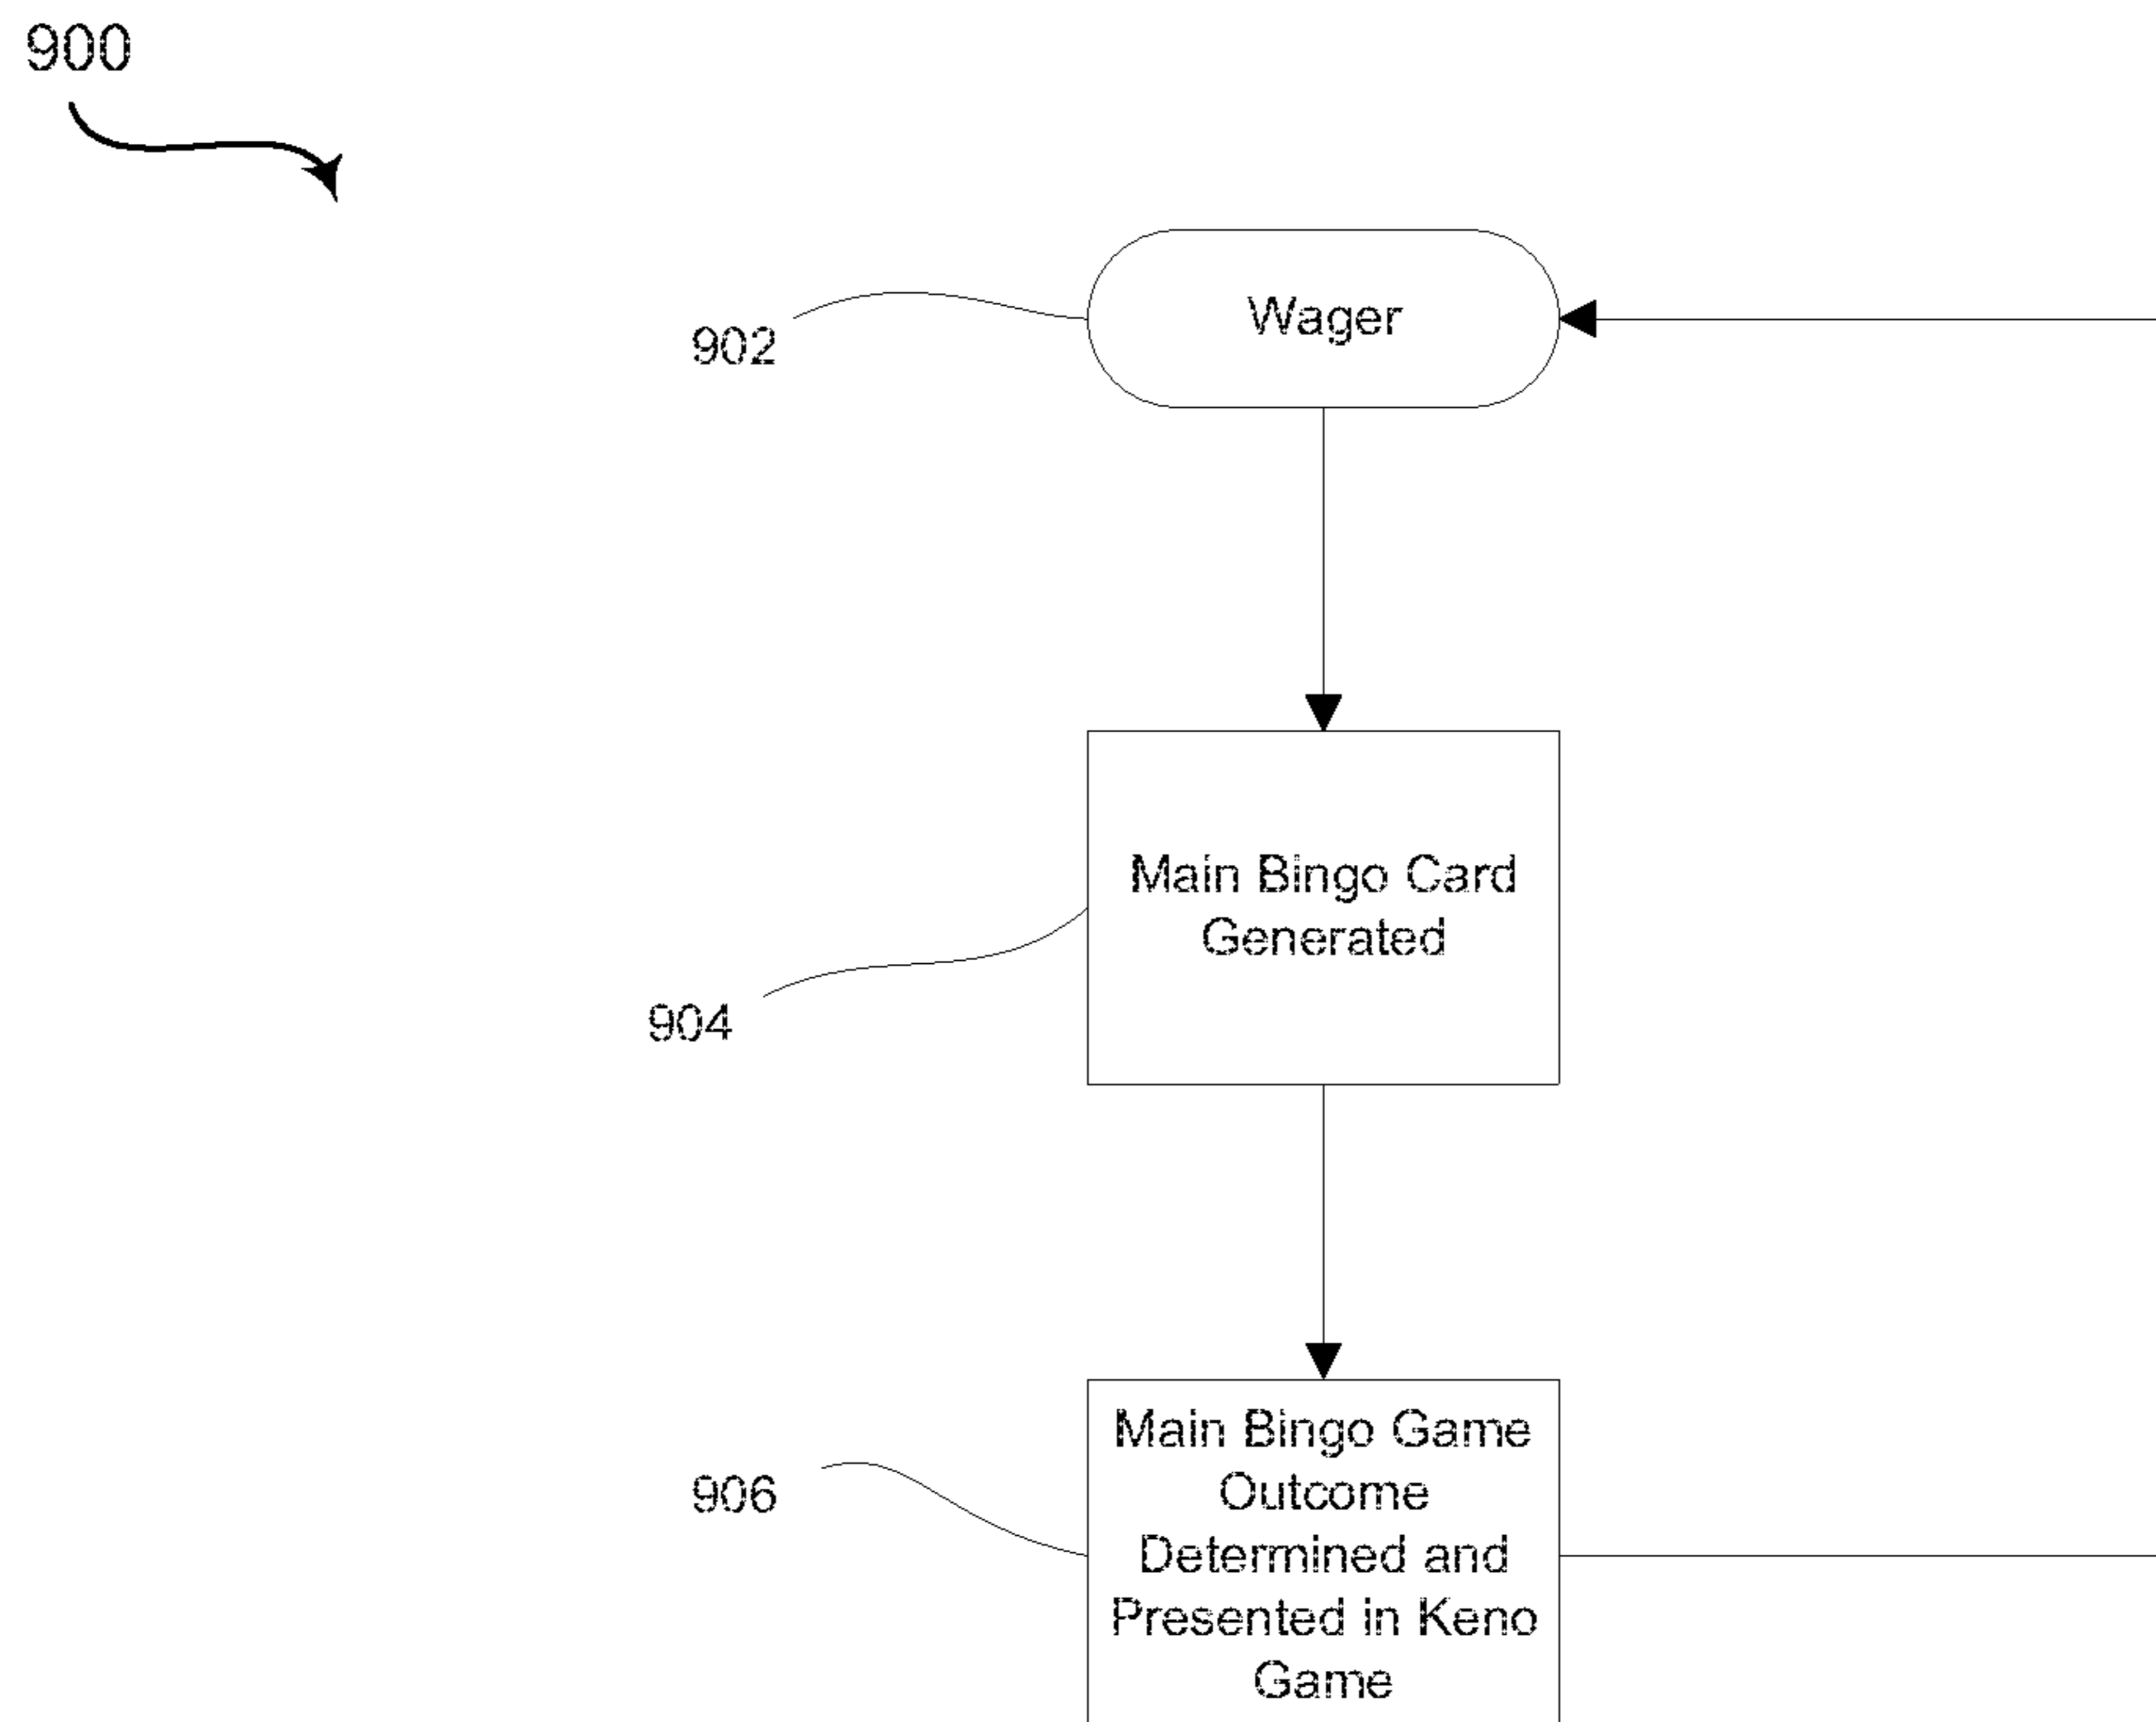 900
Wager
902
Main Bingo Card
Generated
904
Main Bingo Game
Outcome
Determined and
Presented in Keno
Game
906